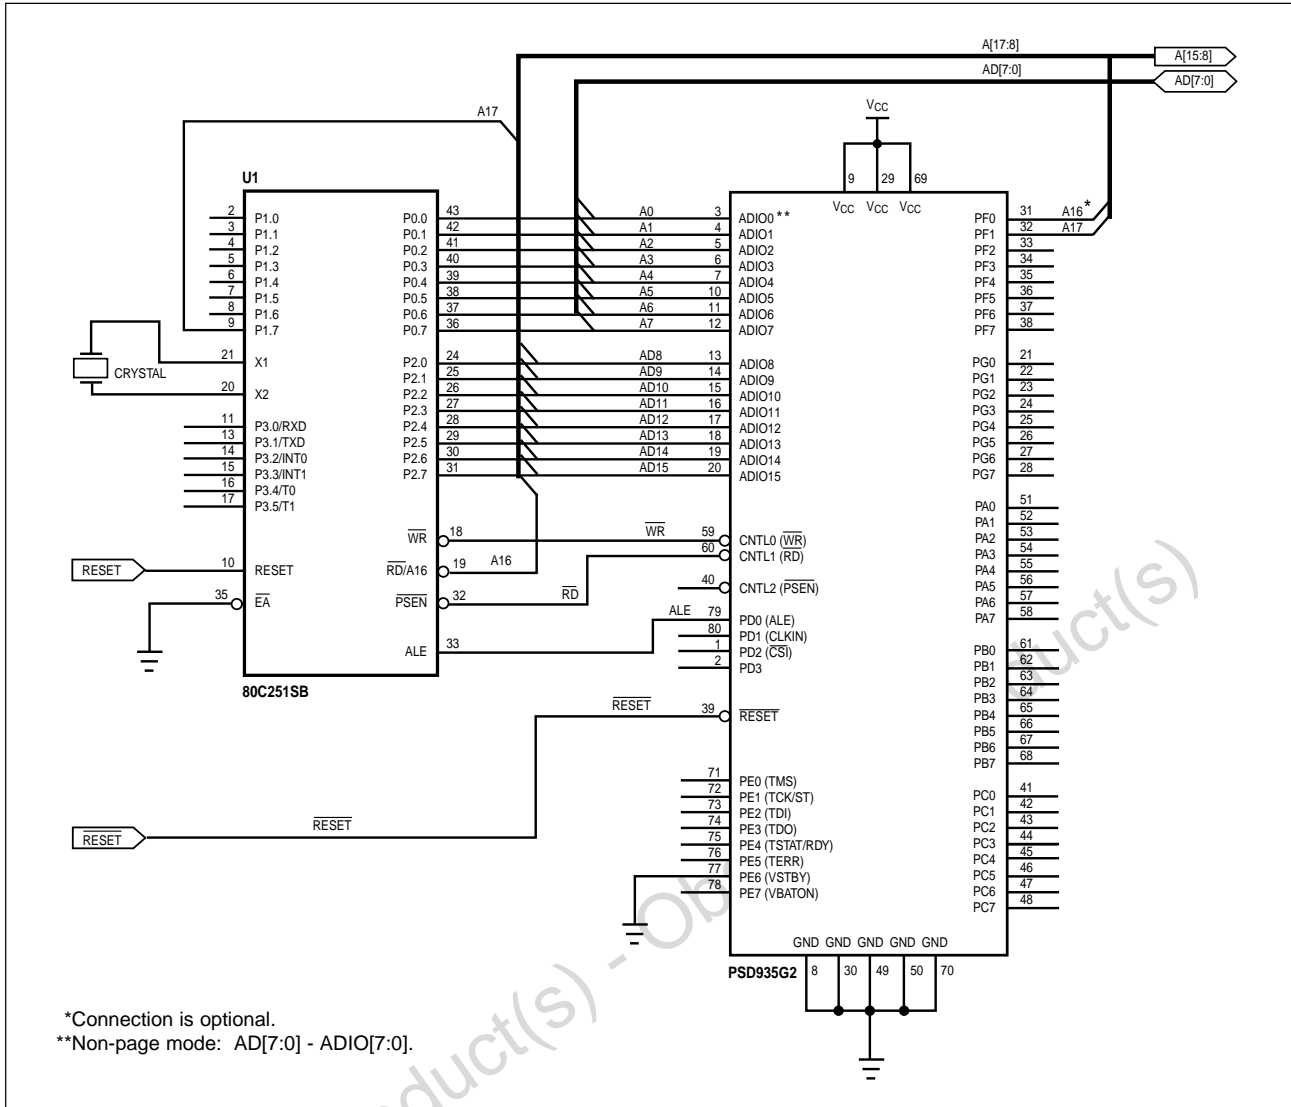 A[17:8]
A[15:8]
AD[7:0]
AD[7:0]
A17
VCC
U1
9 29 69
VCC VCC VCC
2 P1.0
3 P1.1
4 P1.2
5 P1.3
6 P1.4
7 P1.5
8 P1.6
9 P1.7
21 X1
CRYSTAL
20 X2
11 P3.0/RXD
13 P3.1/TXD
14 P3.2/INT0
15 P3.3/INT1
16 P3.4/T0
17 P3.5/T1
RESET 10 RESET
35 EA
P0.0 43 A0 3 ADIO0**
P0.1 42 A1 4 ADIO1
P0.2 41 A2 5 ADIO2
P0.3 40 A3 6 ADIO3
P0.4 39 A4 7 ADIO4
P0.5 38 A5 10 ADIO5
P0.6 37 A6 11 ADIO6
P0.7 36 A7 12 ADIO7
P2.0 24 AD8 13 ADIO8
P2.1 25 AD9 14 ADIO9
P2.2 26 AD10 15 ADIO10
P2.3 27 AD11 16 ADIO11
P2.4 28 AD12 17 ADIO12
P2.5 29 AD13 18 ADIO13
P2.6 30 AD14 19 ADIO14
P2.7 31 AD15 20 ADIO15
WR 18 WR 59 CNTL0 (WR)
60 CNTL1 (RD)
RD/A16 19 A16
40 CNTL2 (PSEN)
PSEN 32 RD
ALE 79 PD0 (ALE)
80 PD1 (CLKIN)
ALE 33 1 PD2 (CSI)
2 PD3
80C251SB
RESET 39 RESET
RESET RESET
71 PE0 (TMS)
72 PE1 (TCK/ST)
73 PE2 (TDI)
74 PE3 (TDO)
75 PE4 (TSTAT/RDY)
76 PE5 (TERR)
77 PE6 (VSTBY)
78 PE7 (VBATON)
PF0 31 A16*
PF1 32 A17
PF2 33
PF3 34
PF4 35
PF5 36
PF6 37
PF7 38
PG0 21
PG1 22
PG2 23
PG3 24
PG4 25
PG5 26
PG6 27
PG7 28
PA0 51
PA1 52
PA2 53
PA3 54
PA4 55
PA5 56
PA6 57
PA7 58
PB0 61
PB1 62
PB2 63
PB3 64
PB4 65
PB5 66
PB6 67
PB7 68
PC0 41
PC1 42
PC2 43
PC3 44
PC4 45
PC5 46
PC6 47
PC7 48
GND GND GND GND GND
PSD935G2 8 30 49 50 70
*Connection is optional.
**Non-page mode: AD[7:0] - ADIO[7:0].